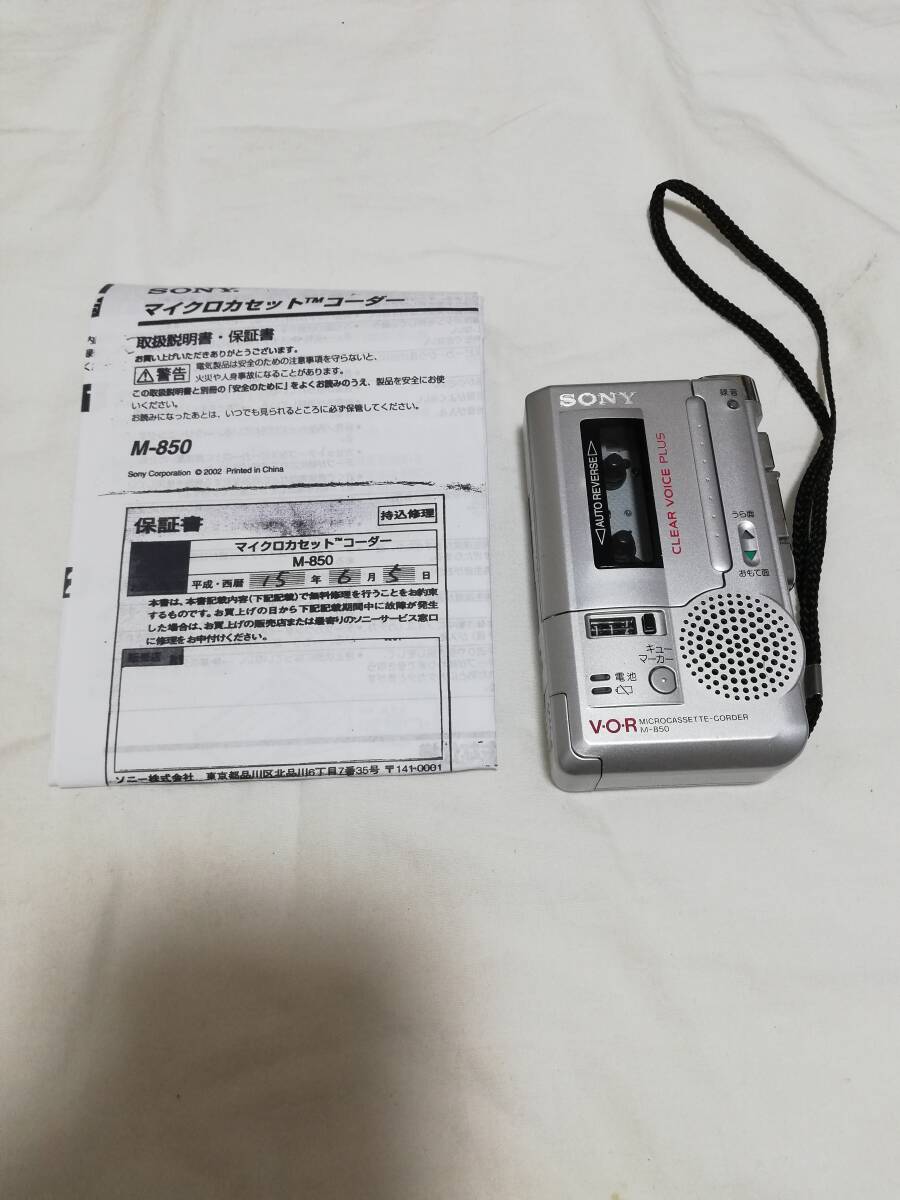 SONY.
マイクロカセット™コーダー
取扱説明書・保証書
お買い上げいただきありがとうございます。
警告
電気製品は安全のための注意事項を守らないと、
火災や人身事故になることがあります。
この取扱説明書と別冊の「安全のために」をよくお読みのうえ、製品を安全にお使
いください。
お読みになったあとは、いつでも見られるところに必ず保管してください。
M-850
Sony Corporation © 2002 Printed in China
保証書
持込修理
マイクロカセット™コーダー
M-850
平成・西暦 15 年 6 月 5 日
本書は、本書記載内容(下記記載)で無料修理を行うことをお約束
するものです。お買上げの日から下記記載期間中に故障が発生
した場合は、お買上げの販売店または最寄りのソニーサービス窓口
に修理をお申付けください。
ソニー株式会社 東京都品川区北品川6丁目7番35号 〒141-0001
SONY
録音
AUTO REVERSE
CLEAR VOICE PLUS
うら面
おもて面
キュー
マーカー
電池
V·O·R MICROCASSETTE-CORDER
M-850